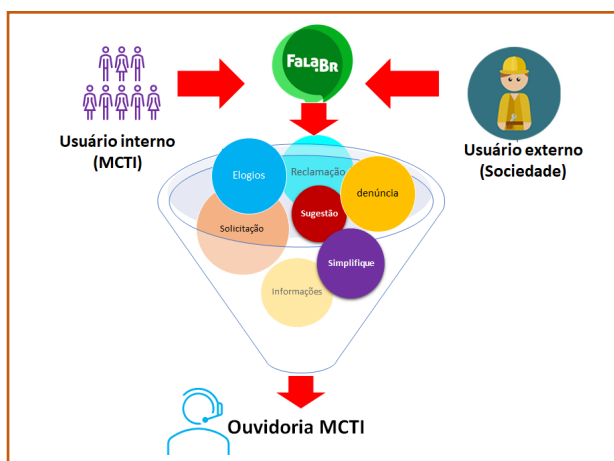 FALA.BR
Usuário interno
(MCTI)
Usuário externo
(Sociedade)
Elogios
Reclamação
denúncia
Sugestão
Solicitação
Simplifique
Informações
Ouvidoria MCTI